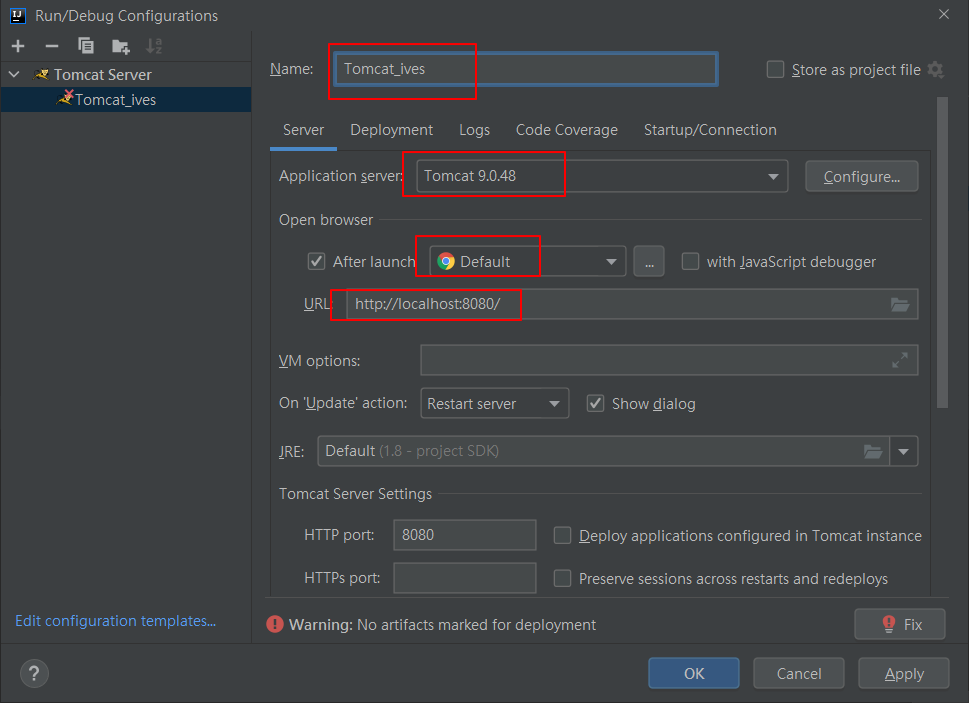 Run/Debug Configurations
Tomcat Server
Tomcat_ives
Name: Tomcat_ives Store as project file
Server Deployment Logs Code Coverage Startup/Connection
Application server: Tomcat 9.0.48 Configure...
Open browser
After launch Default ... with JavaScript debugger
URL: http://localhost:8080/
VM options:
On 'Update' action: Restart server Show dialog
JRE: Default (1.8 - project SDK)
Tomcat Server Settings
HTTP port: 8080 Deploy applications configured in Tomcat instance
HTTPs port: Preserve sessions across restarts and redeploys
Edit configuration templates...
Warning: No artifacts marked for deployment Fix
? OK Cancel Apply